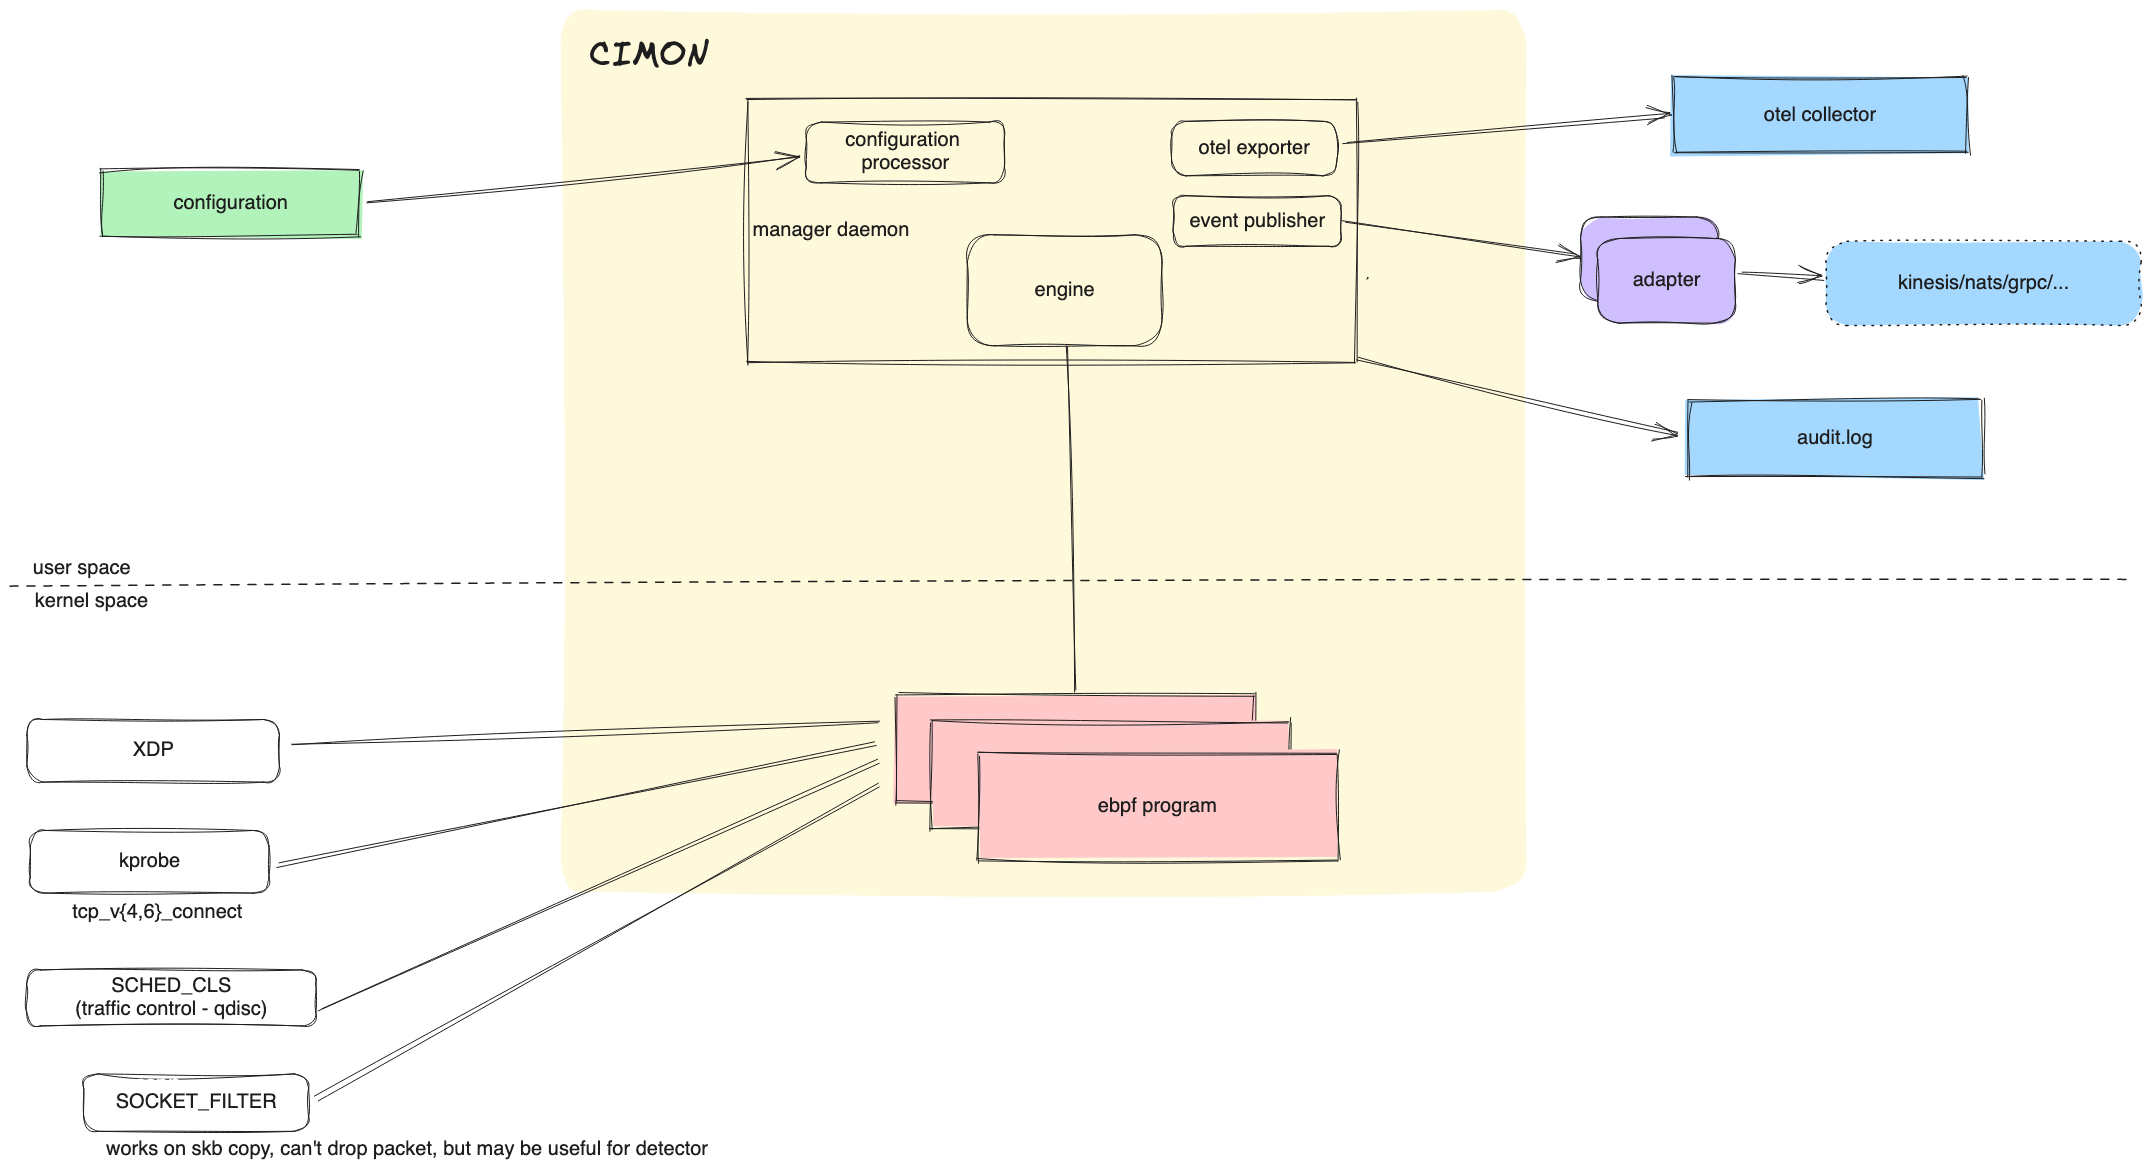 CIMON
configuration
processor
otel exporter
otel collector
configuration
event publisher
manager daemon
engine
adapter
kinesis/nats/grpc/...
audit.log
user space
kernel space
XDP
ebpf program
kprobe
tcp_v{4,6}_connect
SCHED_CLS
(traffic control - qdisc)
SOCKET_FILTER
works on skb copy, can't drop packet, but may be useful for detector